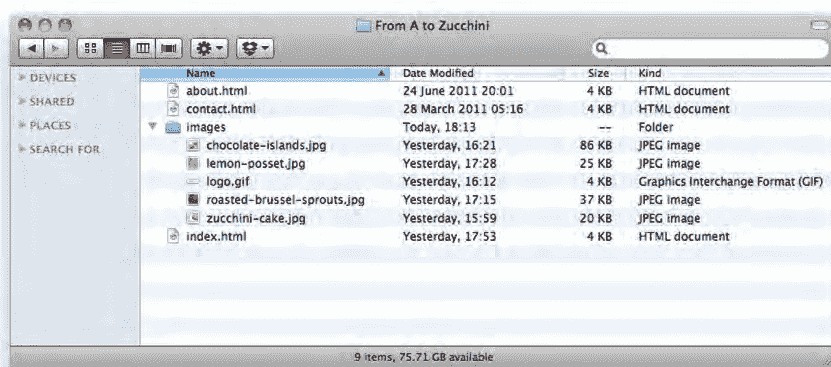 From A to Zucchini
DEVICES
SHARED
PLACES
SEARCH FOR
Name Date Modified Size Kind
about.html 24 June 2011 20:01 4 KB HTML document
contact.html 28 March 2011 05:16 4 KB HTML document
images Today, 18:13 -- Folder
chocolate-islands.jpg Yesterday, 16:21 86 KB JPEG image
lemon-posset.jpg Yesterday, 17:28 25 KB JPEG image
logo.gif Yesterday, 16:12 4 KB Graphics Interchange Format (GIF)
roasted-brussel-sprouts.jpg Yesterday, 17:15 37 KB JPEG image
zucchini-cake.jpg Yesterday, 15:59 20 KB JPEG image
index.html Yesterday, 17:53 4 KB HTML document
9 items, 75.71 GB available